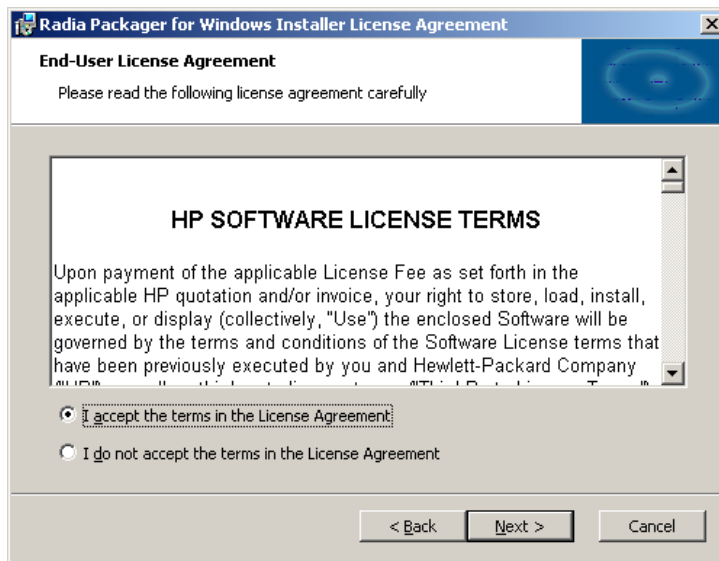 Radia Packager for Windows Installer License Agreement
End-User License Agreement
Please read the following license agreement carefully
HP SOFTWARE LICENSE TERMS
Upon payment of the applicable License Fee as set forth in the
applicable HP quotation and/or invoice, your right to store, load, install,
execute, or display (collectively, "Use") the enclosed Software will be
governed by the terms and conditions of the Software License terms that
have been previously executed by you and Hewlett-Packard Company
I accept the terms in the License Agreement
I do not accept the terms in the License Agreement
< Back
Next >
Cancel